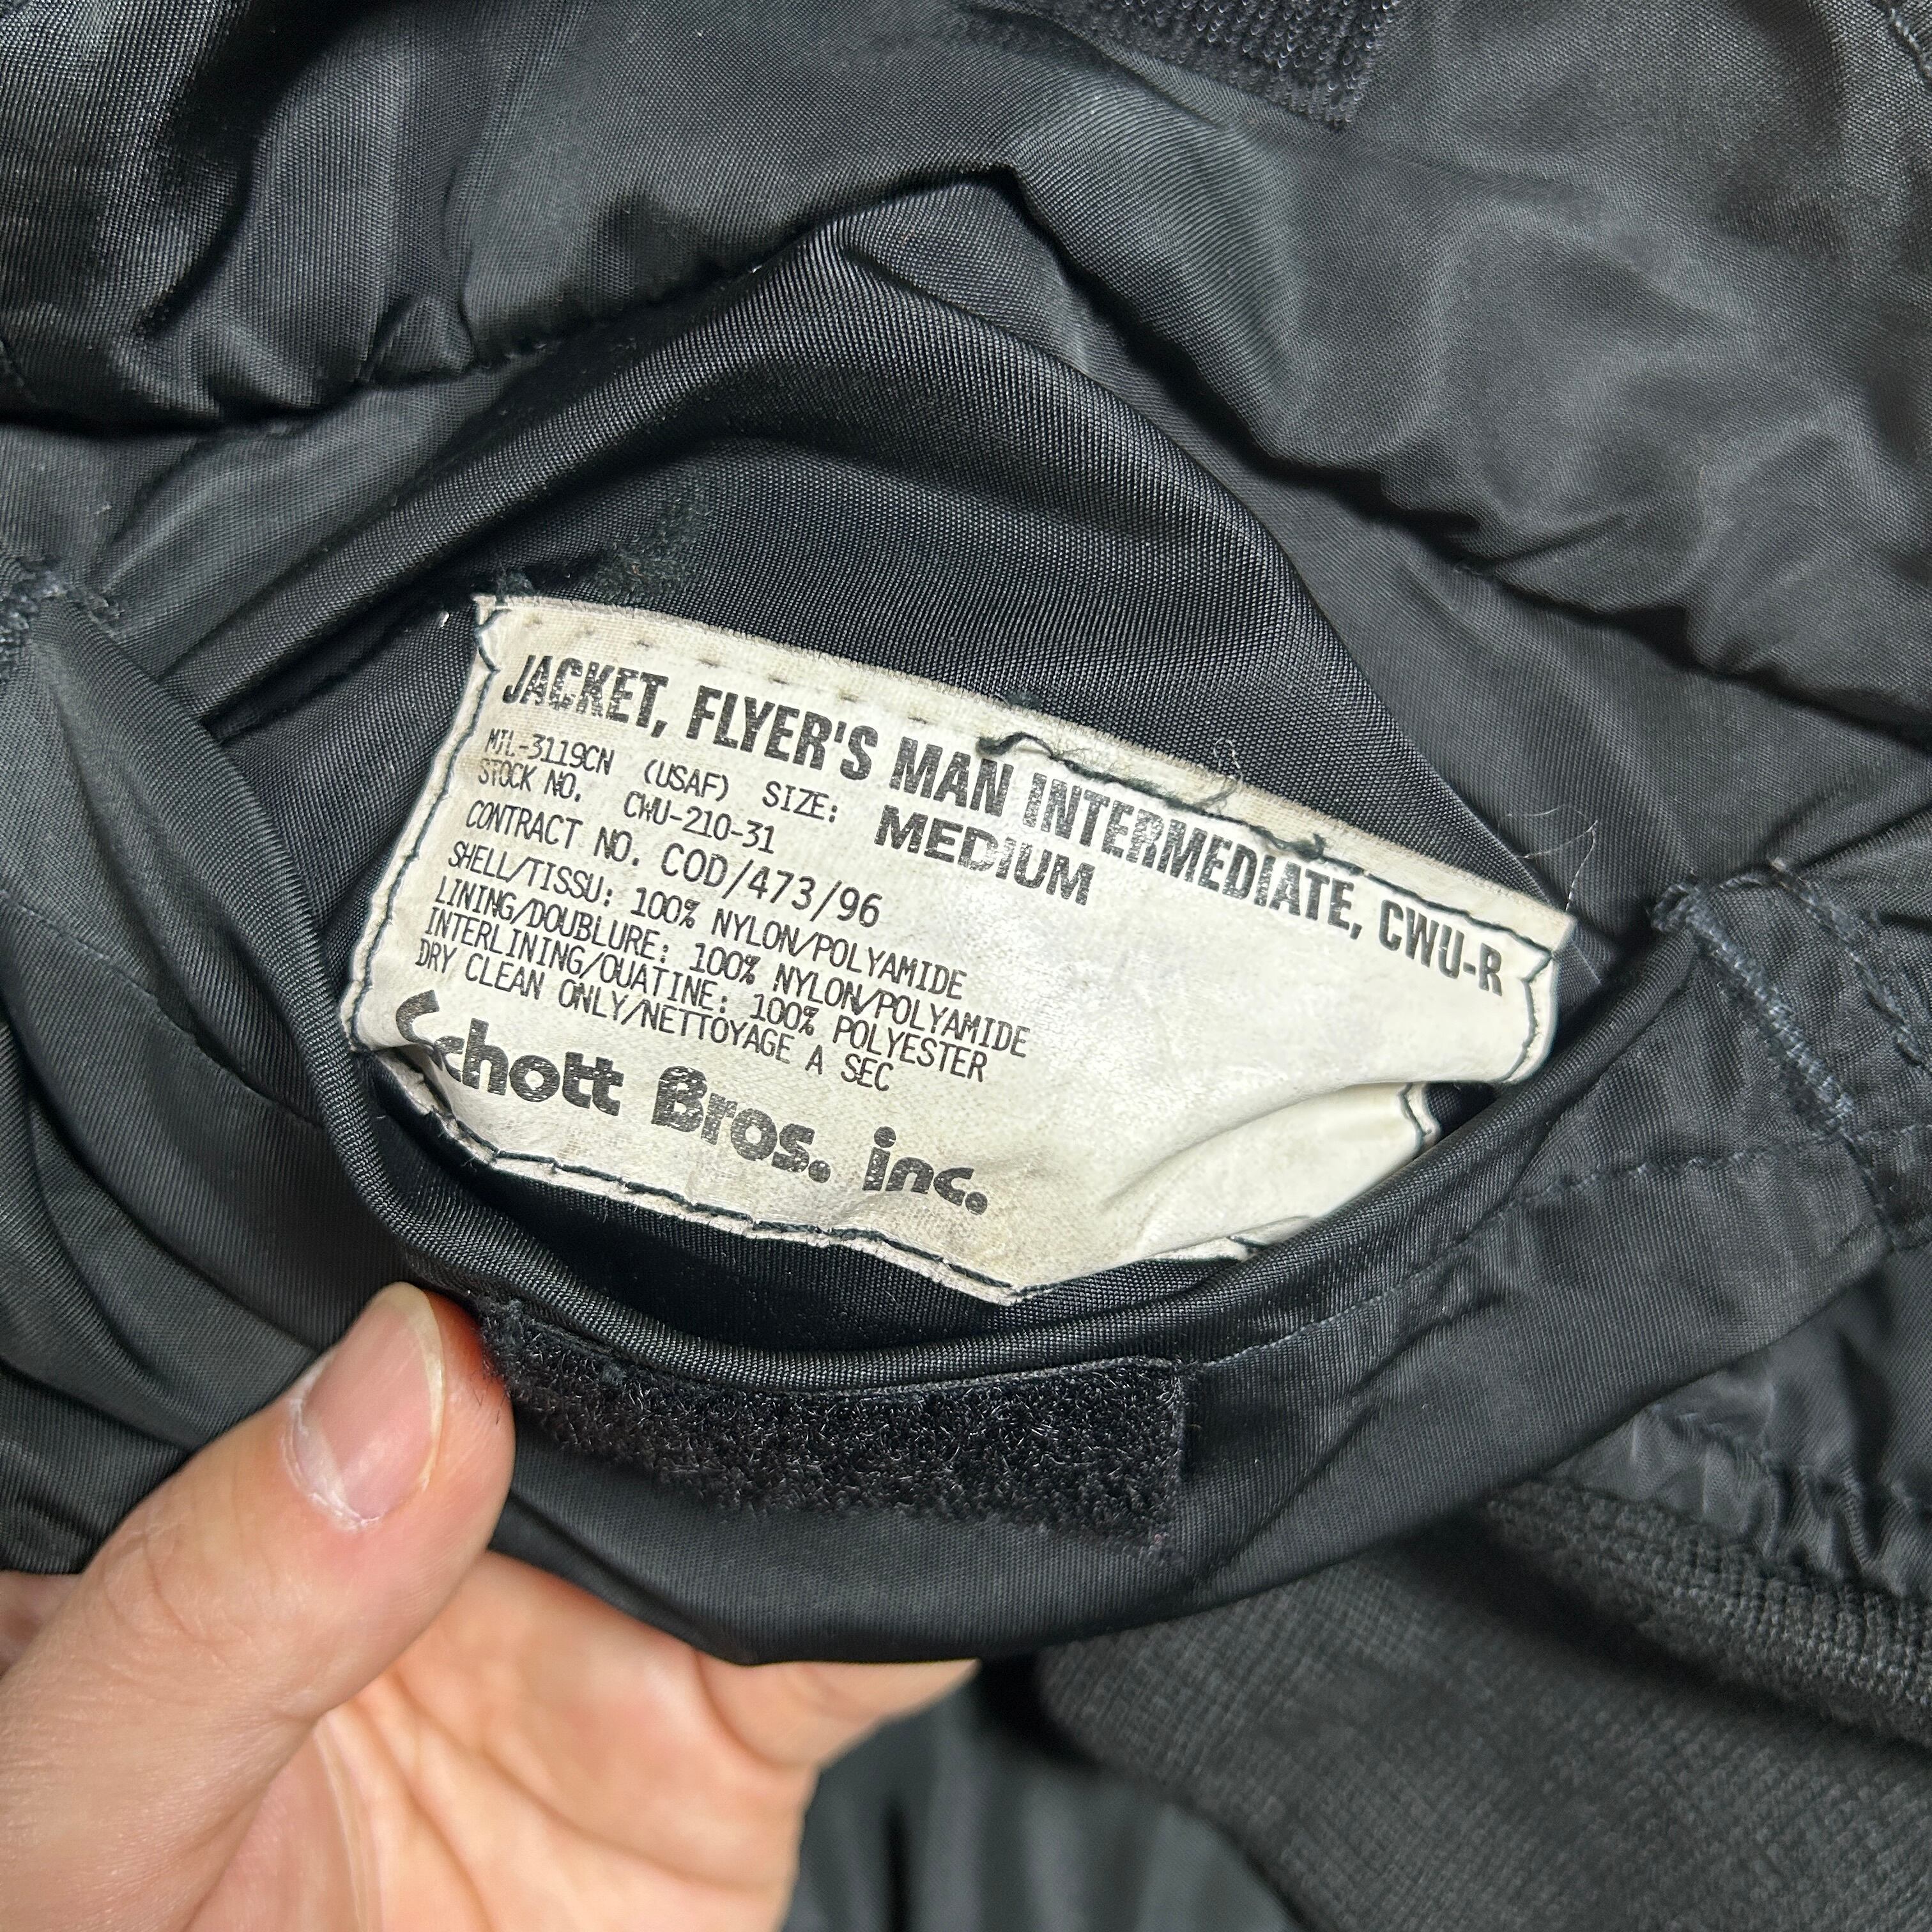 JACKET, FLYER'S MAN INTERMEDIATE, CWU-R
MIL-3119CN (USAF) SIZE: MEDIUM
STOCK NO. CWU-210-31
CONTRACT NO. COD/473/96
SHELL/TISSU: 100% NYLON/POLYAMIDE
LINING/DOUBLURE: 100% NYLON/POLYAMIDE
INTERLINING/OUATINE: 100% POLYESTER
DRY CLEAN ONLY/NETTOYAGE A SEC
Schott Bros. inc.